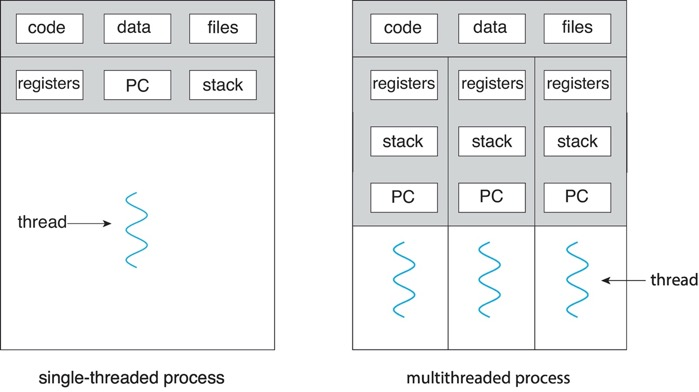 code data files
registers PC stack
thread
single-threaded process
code data files
registers registers registers
stack stack stack
PC PC PC
thread
multithreaded process